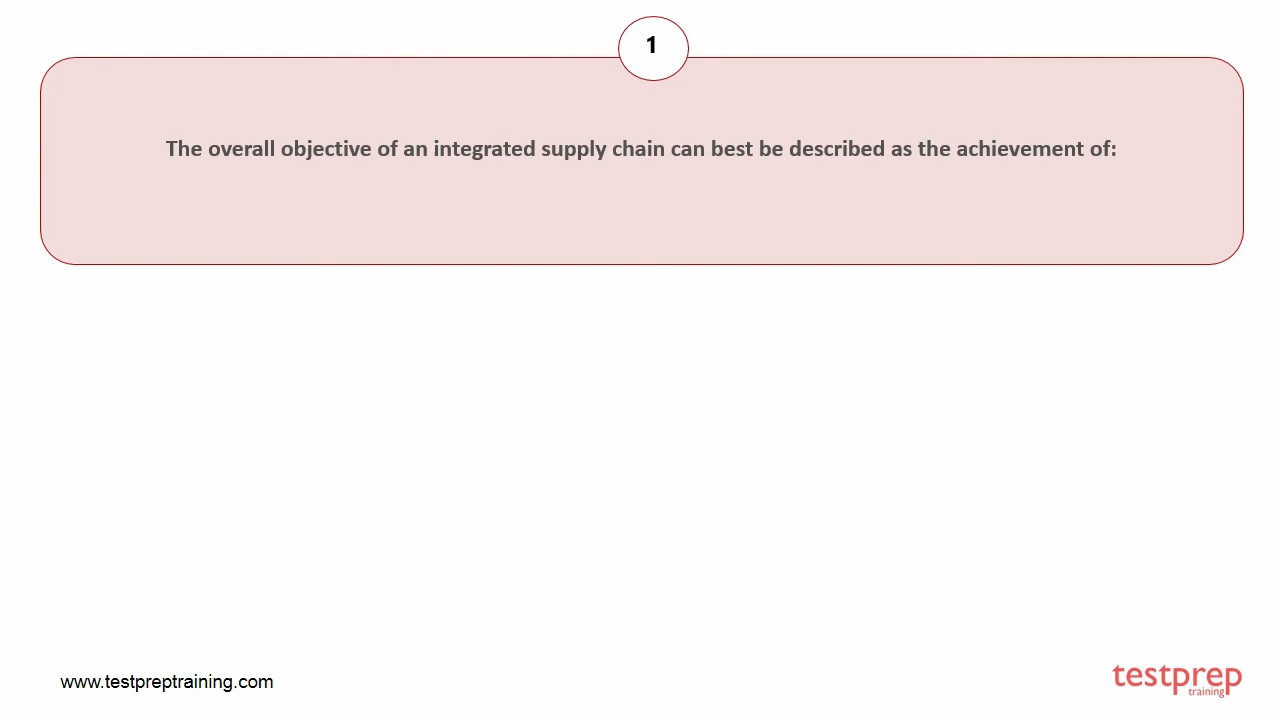 1
The overall objective of an integrated supply chain can best be described as the achievement of:
www.testpreptraining.com
testprep
training